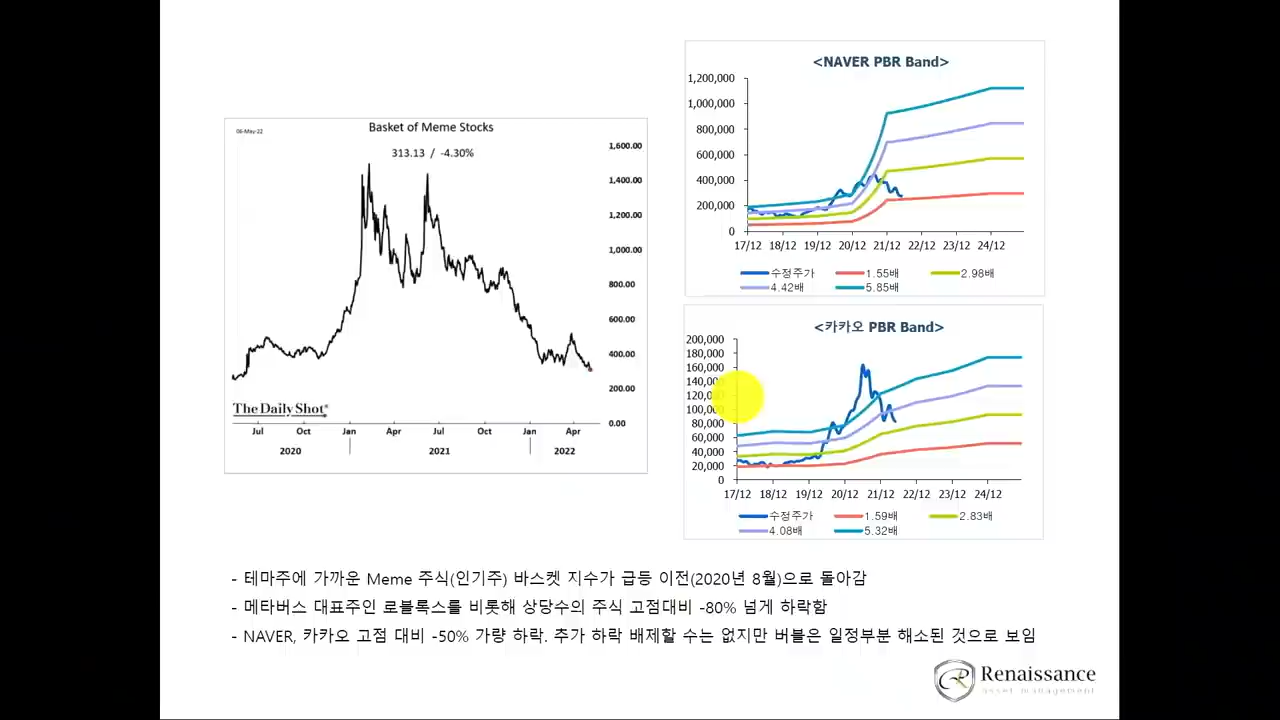 Basket of Meme Stocks
06-May-22
313.13 / -4.30%
1,600.00
1,400.00
1,200.00
1,000.00
800.00
600.00
400.00
200.00
0.00
The Daily Shot®
Jul Oct Jan Apr Jul Oct Jan Apr
2020 2021 2022
<NAVER PBR Band>
1,200,000
1,000,000
800,000
600,000
400,000
200,000
0
17/12 18/12 19/12 20/12 21/12 22/12 23/12 24/12
수정주가 1.55배 2.98배
4.42배 5.85배
<카카오 PBR Band>
200,000
180,000
160,000
140,000
120,000
100,000
80,000
60,000
40,000
20,000
0
17/12 18/12 19/12 20/12 21/12 22/12 23/12 24/12
수정주가 1.59배 2.83배
4.08배 5.32배
- 테마주에 가까운 Meme 주식(인기주) 바스켓 지수가 급등 이전(2020년 8월)으로 돌아감
- 메타버스 대표주인 로블록스를 비롯해 상당수의 주식 고점대비 -80% 넘게 하락함
- NAVER, 카카오 고점 대비 -50% 가량 하락. 추가 하락 배제할 수는 없지만 버블은 일정부분 해소된 것으로 보임
Renaissance
asset management